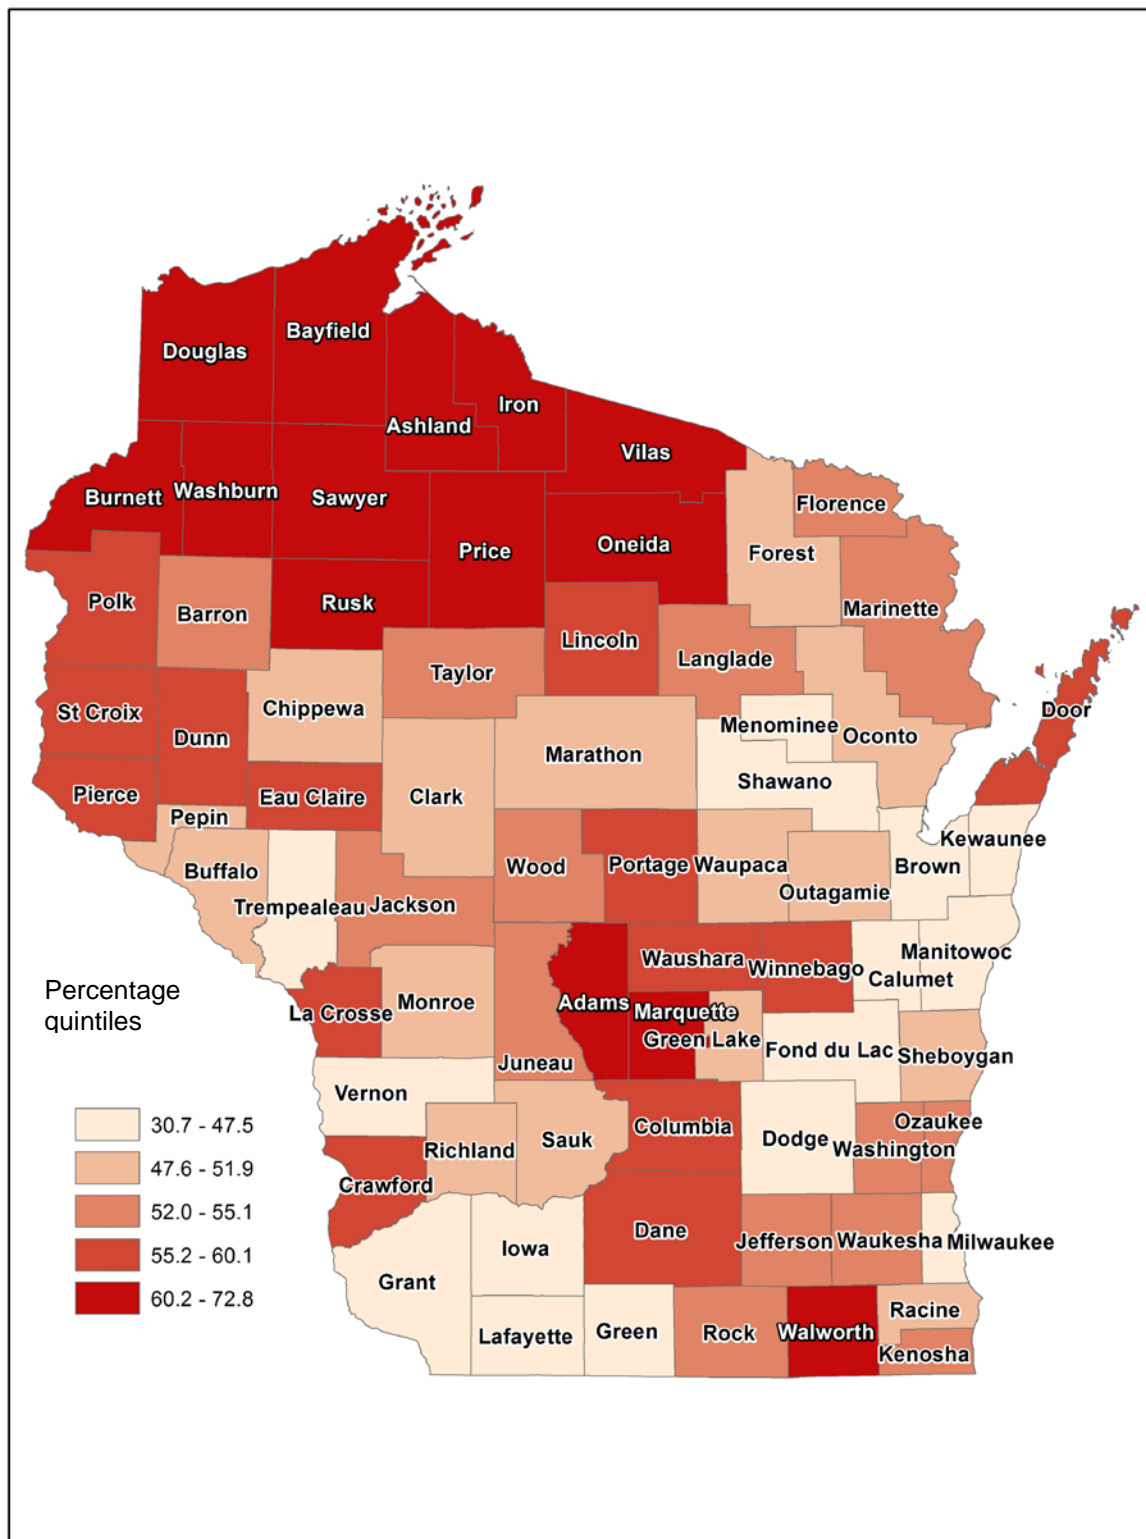 Bayfield
Douglas
Iron
Ashland
Vilas
Burnett
Washburn
Sawyer
Florence
Price
Oneida
Forest
Polk
Rusk
Marinette
Barron
Lincoln
Langlade
Taylor
St Croix
Chippewa
Door
Menominee
Dunn
Oconto
Marathon
Shawano
Pierce
Eau Claire
Clark
Pepin
Kewaunee
Buffalo
Wood
Portage
Waupaca
Brown
Outagamie
Trempealeau
Jackson
Manitowoc
Waushara
Winnebago
Calumet
Percentage
quintiles
Monroe
Adams
Marquette
La Crosse
Green Lake
Fond du Lac
Sheboygan
Juneau
Vernon
30.7 - 47.5
Columbia
Ozaukee
Dodge
Sauk
Washington
Richland
47.6 - 51.9
Crawford
52.0 - 55.1
Dane
Iowa
Jefferson
Waukesha
Milwaukee
55.2 - 60.1
Grant
60.2 - 72.8
Racine
Lafayette
Green
Rock
Walworth
Kenosha